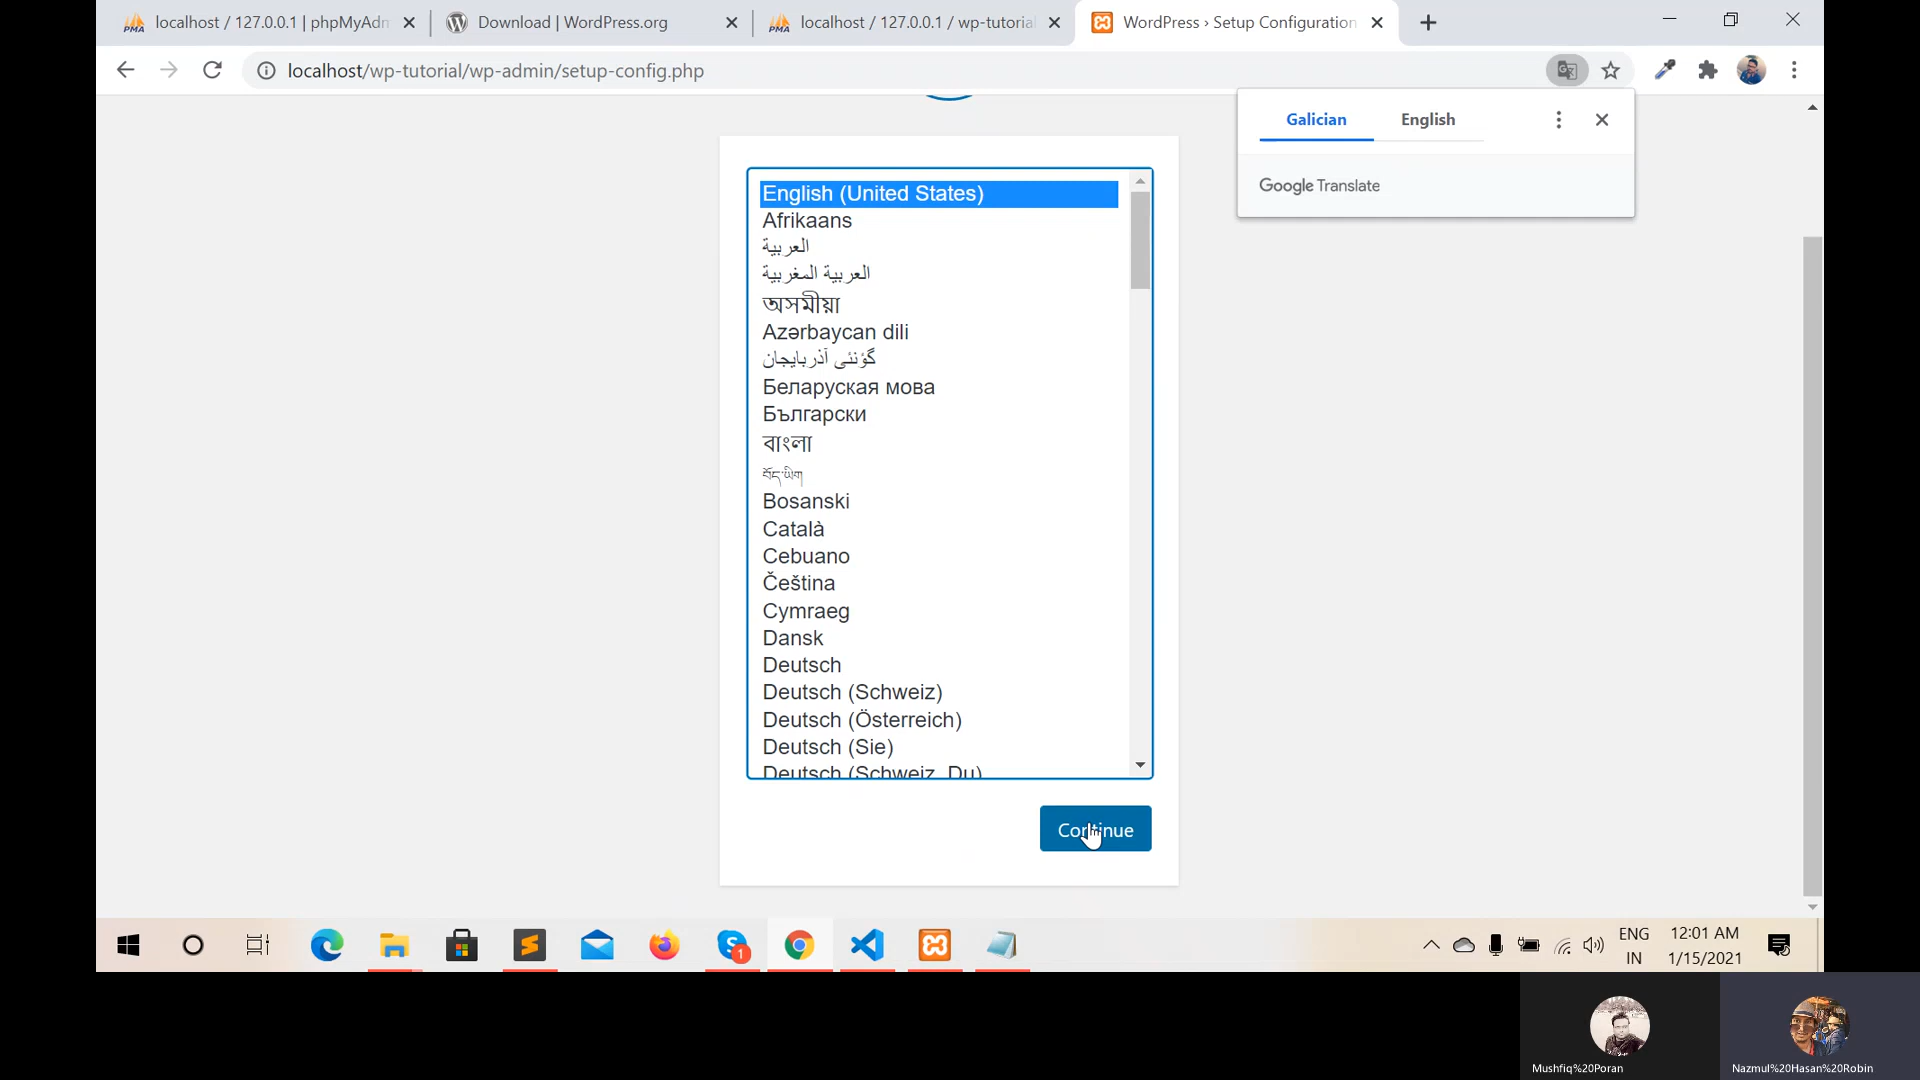 localhost / 127.0.0.1 | phpMyAdm
Download | WordPress.org
localhost / 127.0.0.1 / wp-tutorial
WordPress › Setup Configuration
localhost/wp-tutorial/wp-admin/setup-config.php
Galician
English
Google Translate
English (United States)
Afrikaans
العربية
العربية المغربية
অসমীয়া
Azərbaycan dili
گؤنئی آذربایجان
Беларуская мова
Български
বাংলা
བོད་ཡིག
Bosanski
Català
Cebuano
Čeština
Cymraeg
Dansk
Deutsch
Deutsch (Schweiz)
Deutsch (Österreich)
Deutsch (Sie)
Deutsch (Schweiz, Du)
Continue
1
ENG
IN
12:01 AM
1/15/2021
Mushfiq%20Poran
Nazmul%20Hasan%20Robin